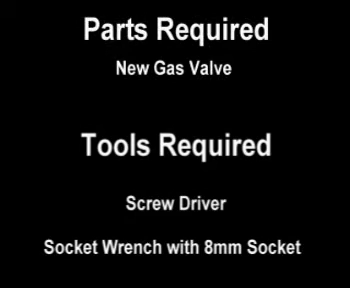 Parts Required
New Gas Valve
Tools Required
Screw Driver
Socket Wrench with 8mm Socket